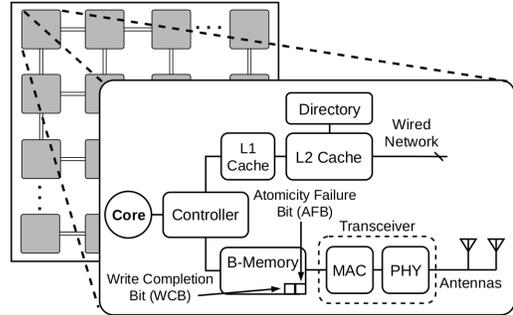 Directory
Wired
Network
L1
Cache
L2 Cache
Atomicity Failure
Bit (AFB)
Core
Controller
Transceiver
B-Memory
MAC
PHY
Antennas
Write Completion
Bit (WCB)